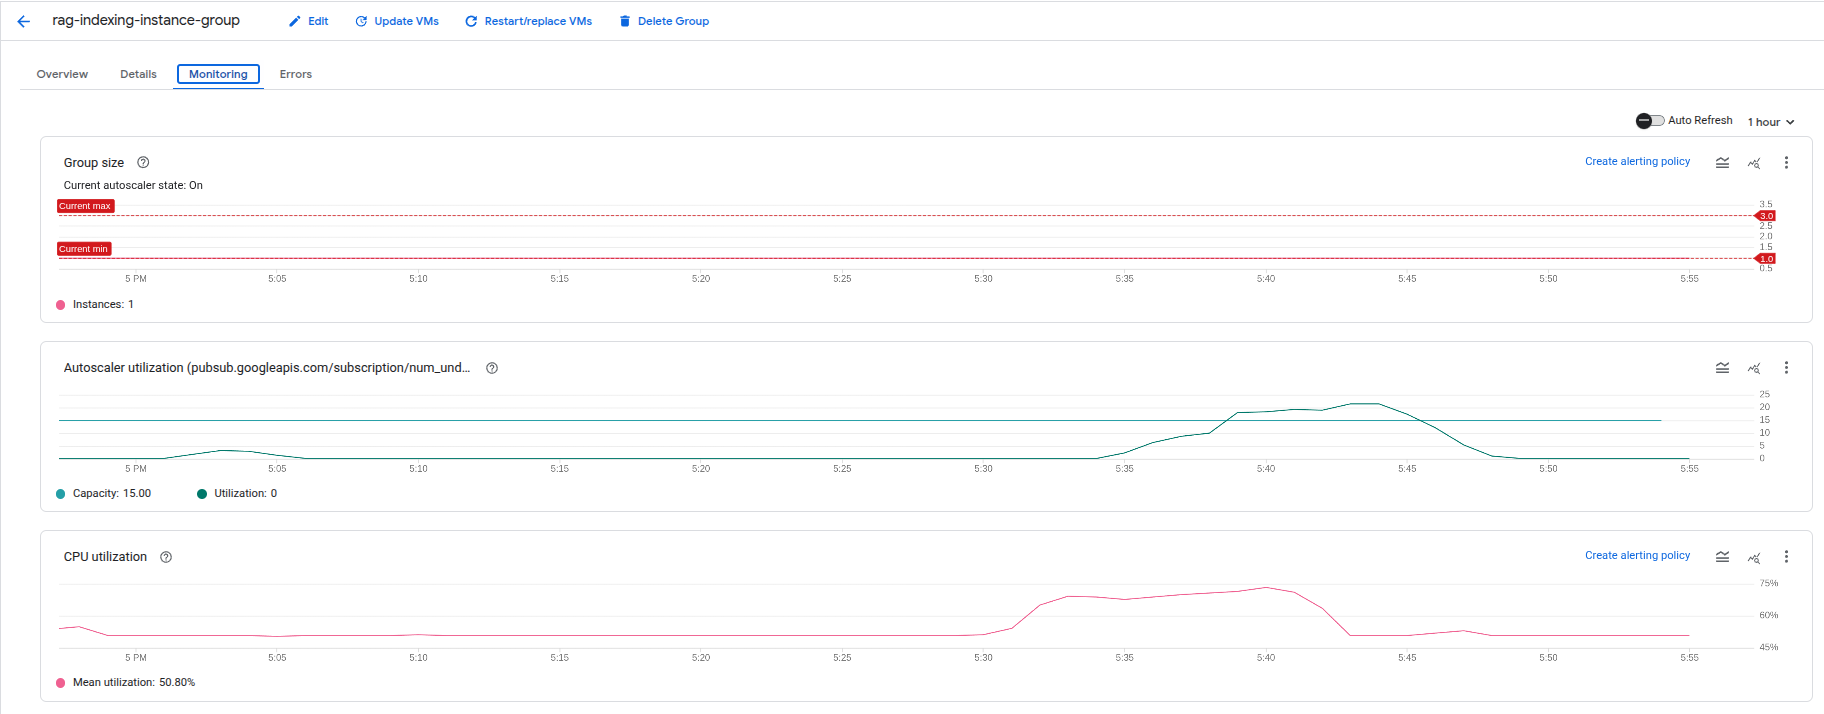 rag-indexing-instance-group Edit Update VMs Restart/replace VMs Delete Group
Overview Details Monitoring Errors
Auto Refresh 1 hour
Group size Create alerting policy
Current autoscaler state: On
Current max
Current min
3.5
3.0
2.5
2.0
1.5
1.0
0.5
5 PM 5:05 5:10 5:15 5:20 5:25 5:30 5:35 5:40 5:45 5:50 5:55
Instances: 1
Autoscaler utilization (pubsub.googleapis.com/subscription/num_und...
25
20
15
10
5
0
5 PM 5:05 5:10 5:15 5:20 5:25 5:30 5:35 5:40 5:45 5:50 5:55
Capacity: 15.00 Utilization: 0
CPU utilization Create alerting policy
75%
60%
45%
5 PM 5:05 5:10 5:15 5:20 5:25 5:30 5:35 5:40 5:45 5:50 5:55
Mean utilization: 50.80%